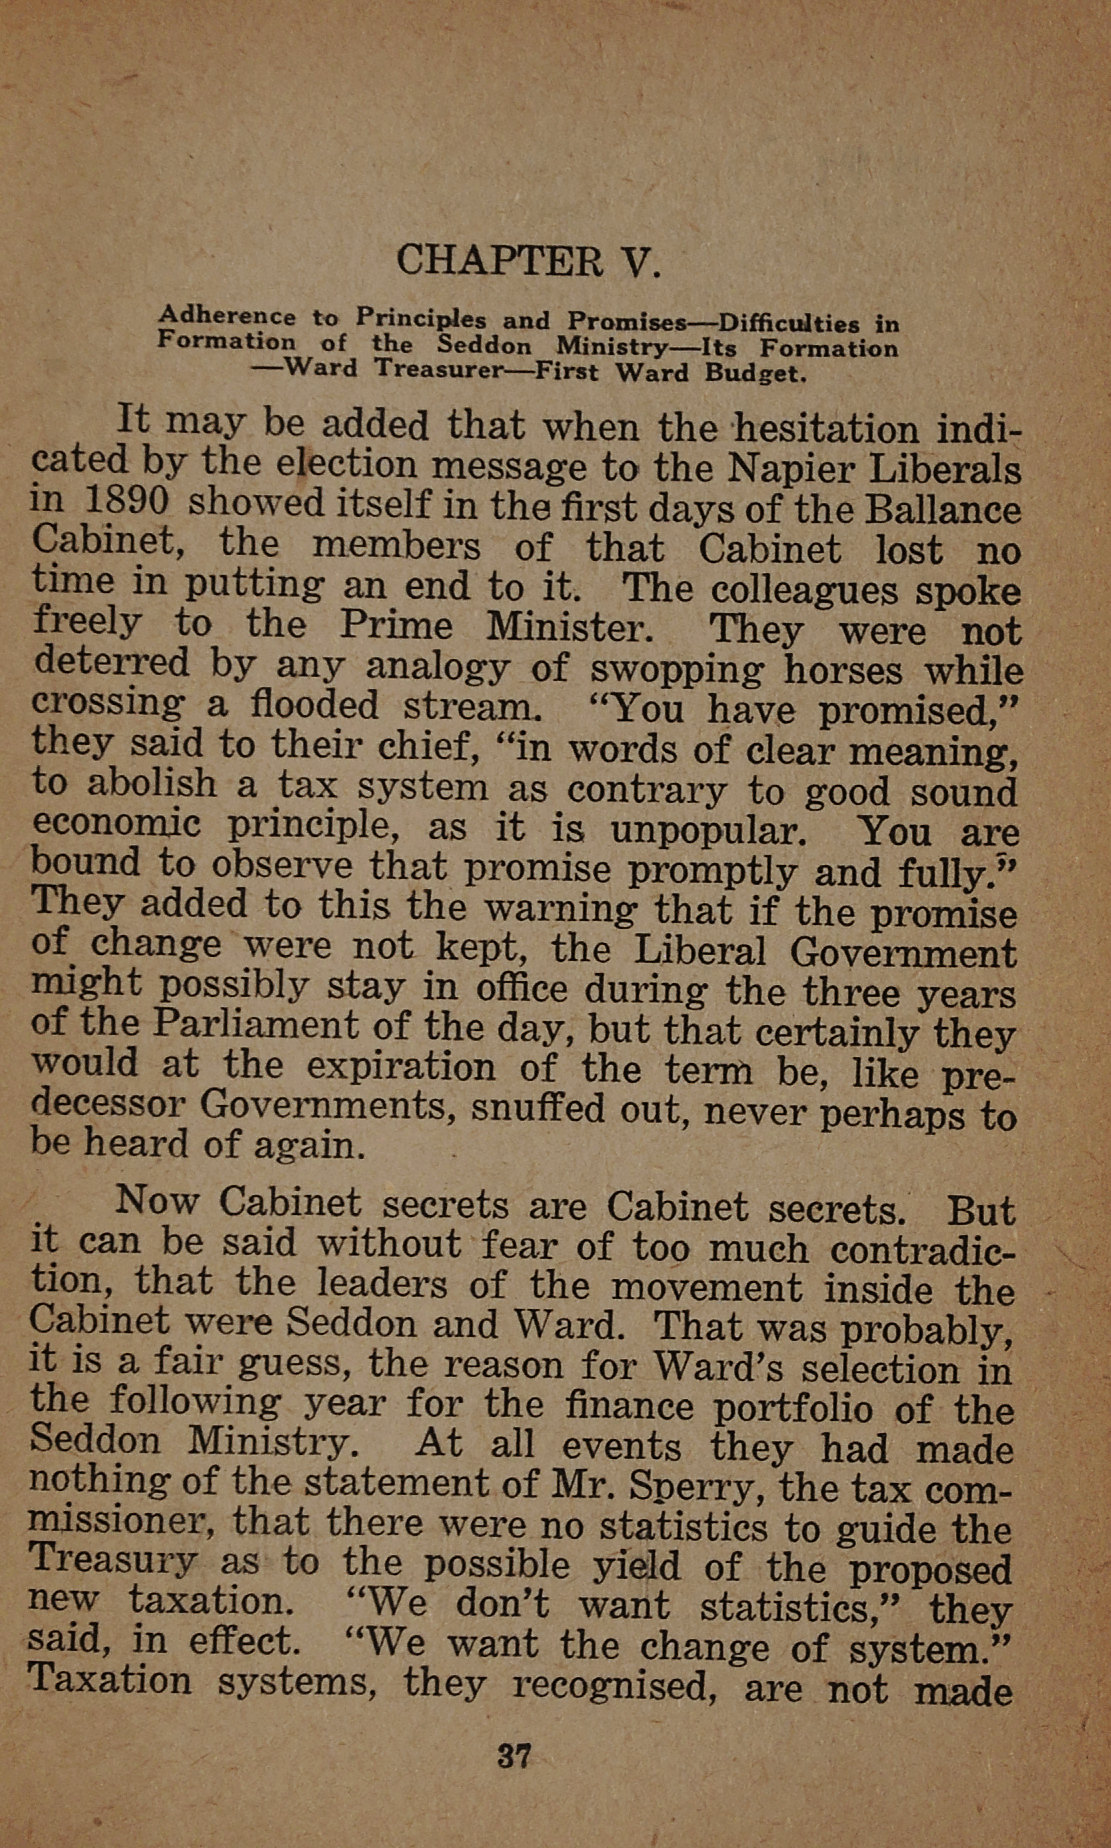 CHAPTER V.
Adherence to Principles and Promises—Difficulties in
Formation of the Seddon Ministry—Its Formation
—Ward Treasurer—First Ward Budget.
It may be added that when the hesitation indi-
cated by the election message to the Napier Liberals
in 1890 showed itself in the first days of the Ballance
Cabinet, the members of that Cabinet lost no
time in putting an end to it. The colleagues spoke
freely to the Prime Minister. They were not
deterred by any analogy of swopping horses while
crossing a flooded stream. “You have promised,”
they said to their chief, “in words of clear meaning,
to abolish a tax system as contrary to good sound
economic principle, as it is unpopular. You are
bound to observe that promise promptly and fully.”
They added to this the warning that if the promise
of change were not kept, the Liberal Government
might possibly stay in office during the three years
of the Parliament of the day, but that certainly they
would at the expiration of the term be, like pre-
decessor Governments, snuffed out, never perhaps to
be heard of again.
Now Cabinet secrets are Cabinet secrets. But
it can be said without fear of too much contradic-
tion, that the leaders of the movement inside the
Cabinet were Seddon and Ward. That was probably,
it is a fair guess, the reason for Ward’s selection in
the following year for the finance portfolio of the
Seddon Ministry. At all events they had made
nothing of the statement of Mr. Sperry, the tax com-
missioner, that there were no statistics to guide the
Treasury as to the possible yield of the proposed
new taxation. “We don’t want statistics,” they
said, in effect. “We want the change of system.”
Taxation systems, they recognised, are not made
37